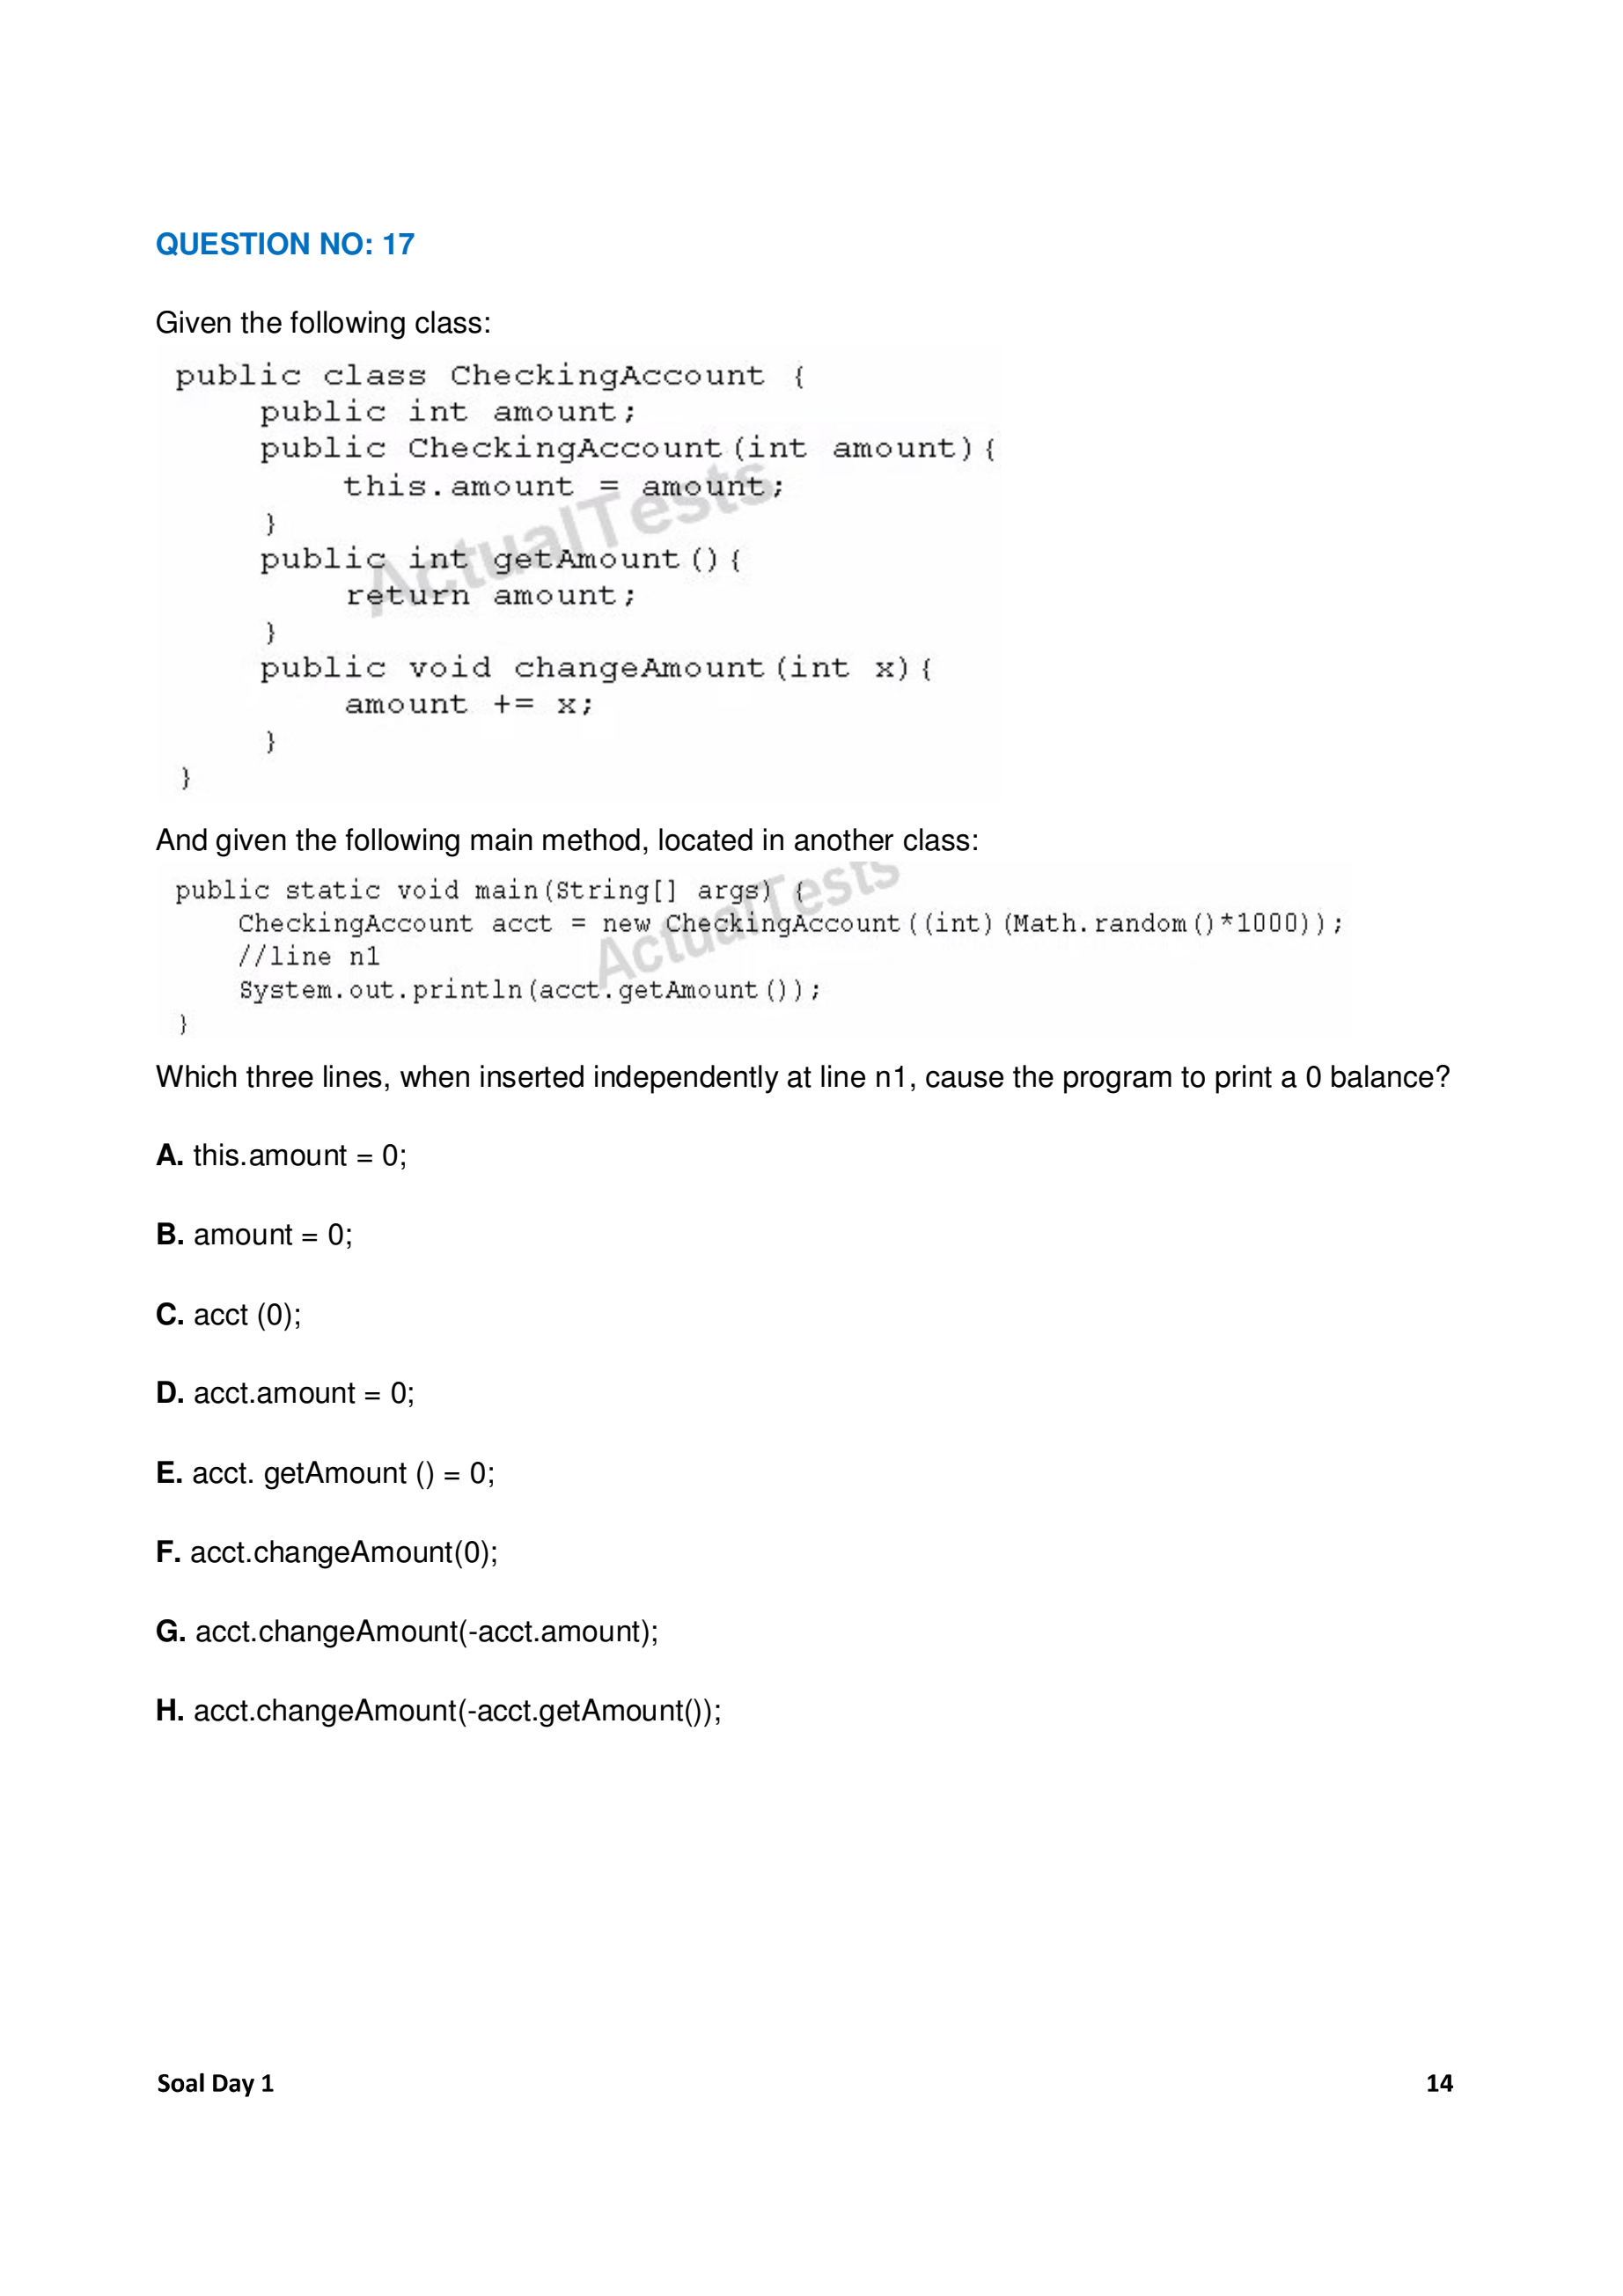 QUESTION NO: 17
Given the following class:
public class CheckingAccount {
public int amount;
public CheckingAccount(int amount){
this.amount = amount;
}
public int getAmount(){
return amount;
}
public void changeAmount(int x){
amount += x;
}
}
ActualTests
And given the following main method, located in another class:
public static void main(String[] args) {
CheckingAccount acct = new CheckingAccount((int)(Math.random()*1000));
//line n1
System.out.println(acct.getAmount());
}
ActualTests
Which three lines, when inserted independently at line n1, cause the program to print a 0 balance?
A. this.amount = 0;
B. amount = 0;
C. acct (0);
D. acct.amount = 0;
E. acct. getAmount () = 0;
F. acct.changeAmount(0);
G. acct.changeAmount(-acct.amount);
H. acct.changeAmount(-acct.getAmount());
Soal Day 1 14